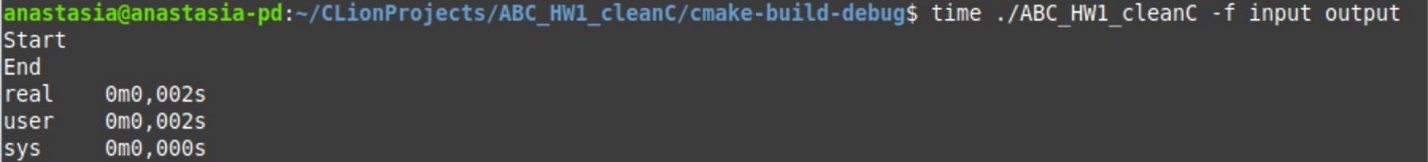 anastasia@anastasia-pd:~/CLionProjects/ABC_HW1_cleanC/cmake-build-debug$ time ./ABC_HW1_cleanC -f input output
Start
End
real    0m0,002s
user    0m0,002s
sys     0m0,000s